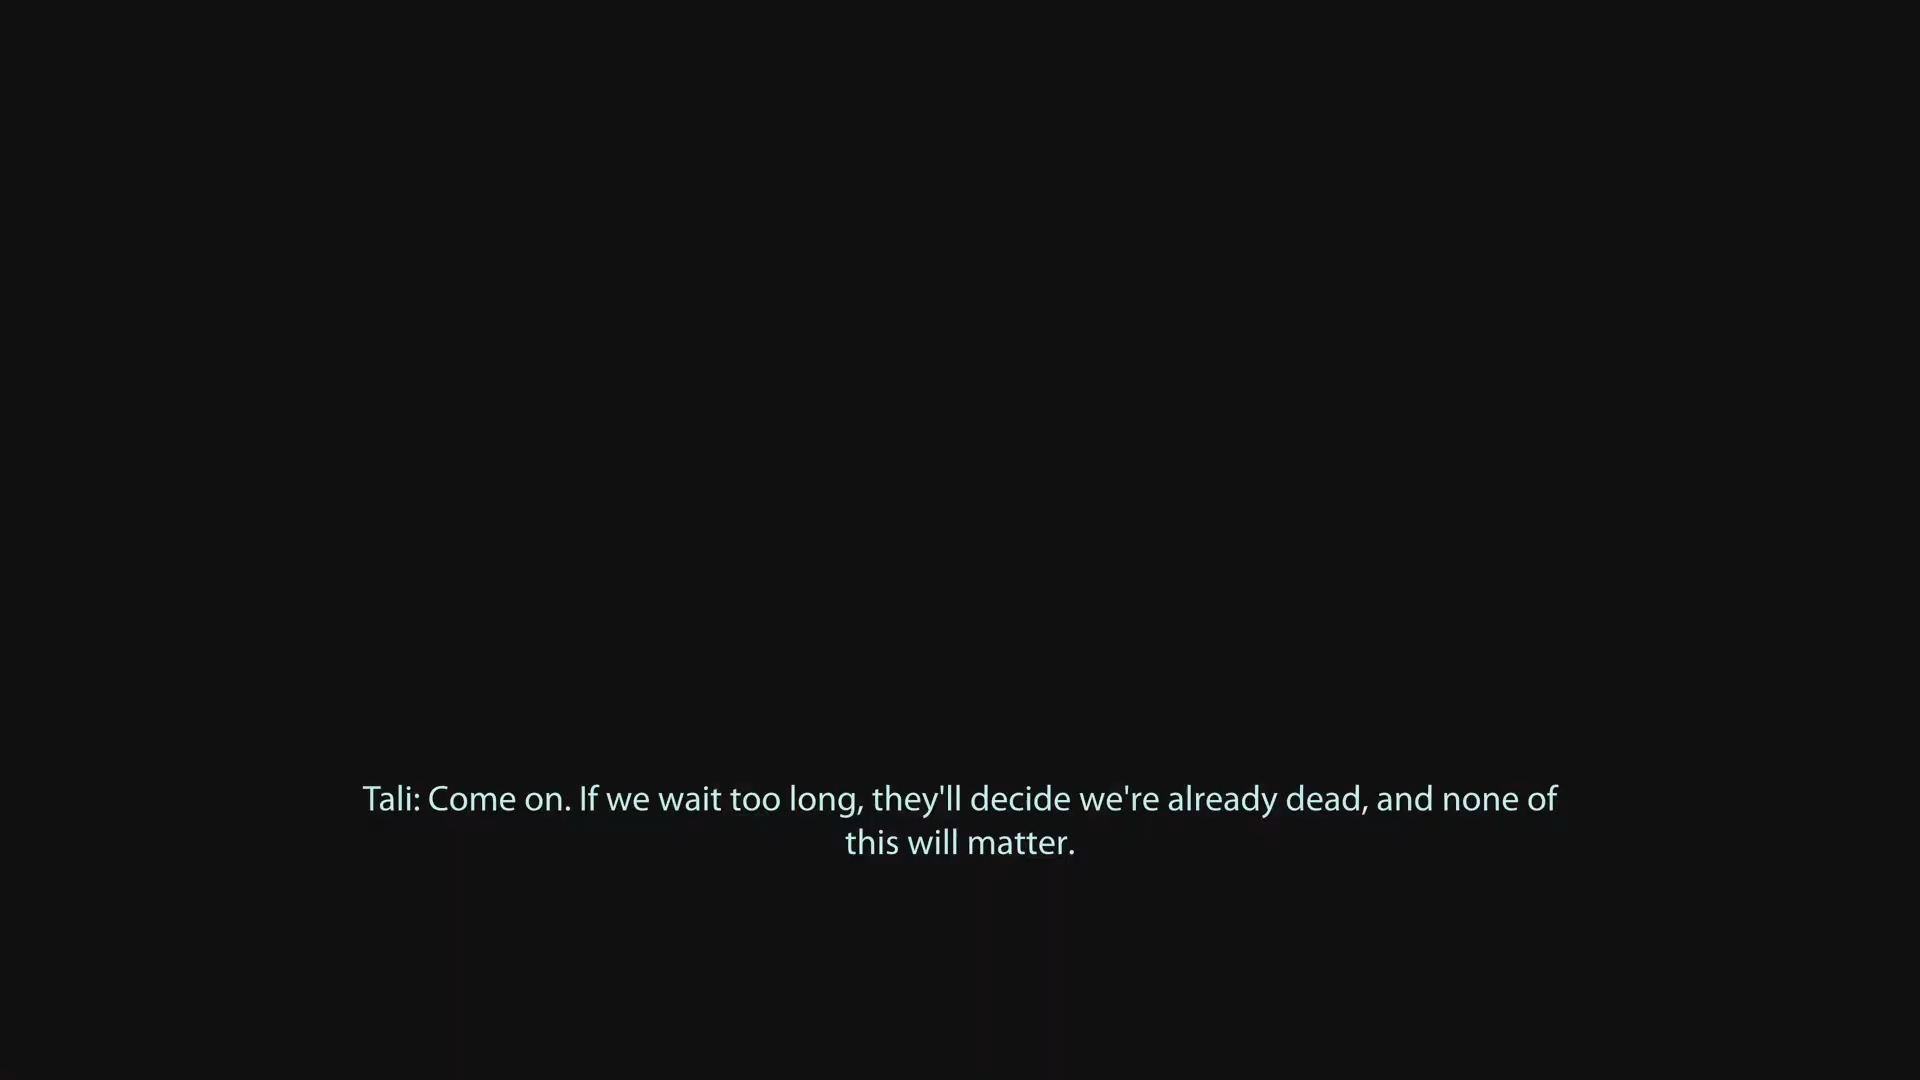 Tali: Come on. If we wait too long, they'll decide we're already dead, and none of
this will matter.